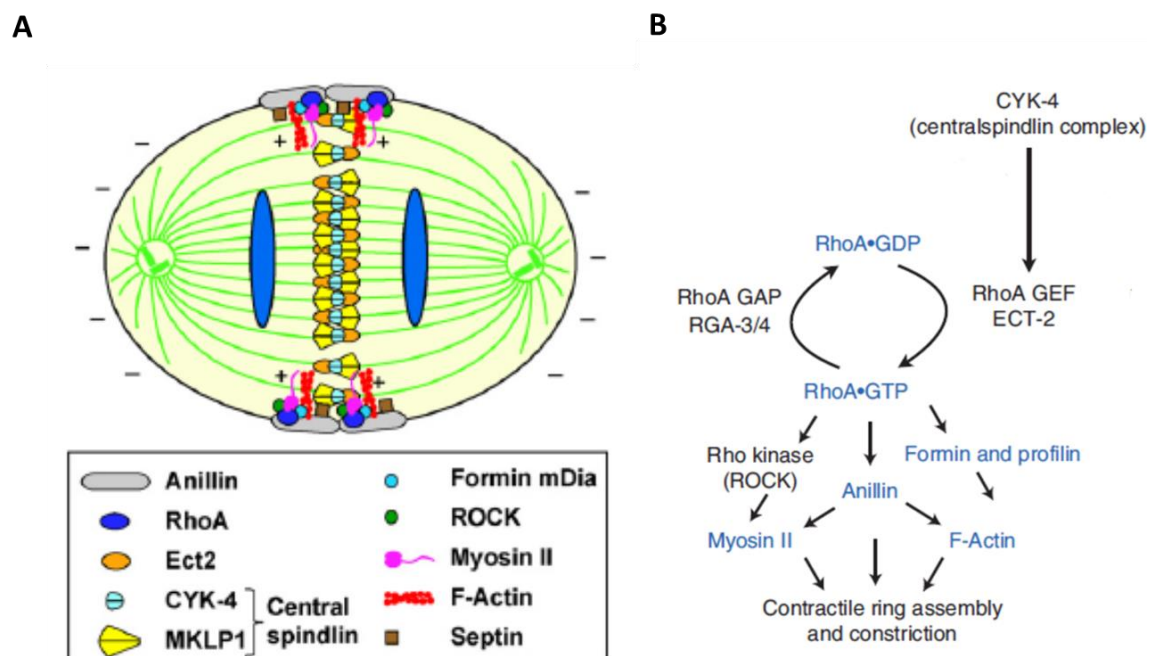 A
B
− + + −
− −
− −
− −
− + + −
Anillin
RhoA
Ect2
CYK-4
MKLP1
Central
spindlin
Formin mDia
ROCK
Myosin II
F-Actin
Septin
CYK-4
(centralspindlin complex)
RhoA•GDP
RhoA GAP
RGA-3/4
RhoA GEF
ECT-2
RhoA•GTP
Rho kinase
(ROCK)
Formin and profilin
Anillin
Myosin II
F-Actin
Contractile ring assembly
and constriction